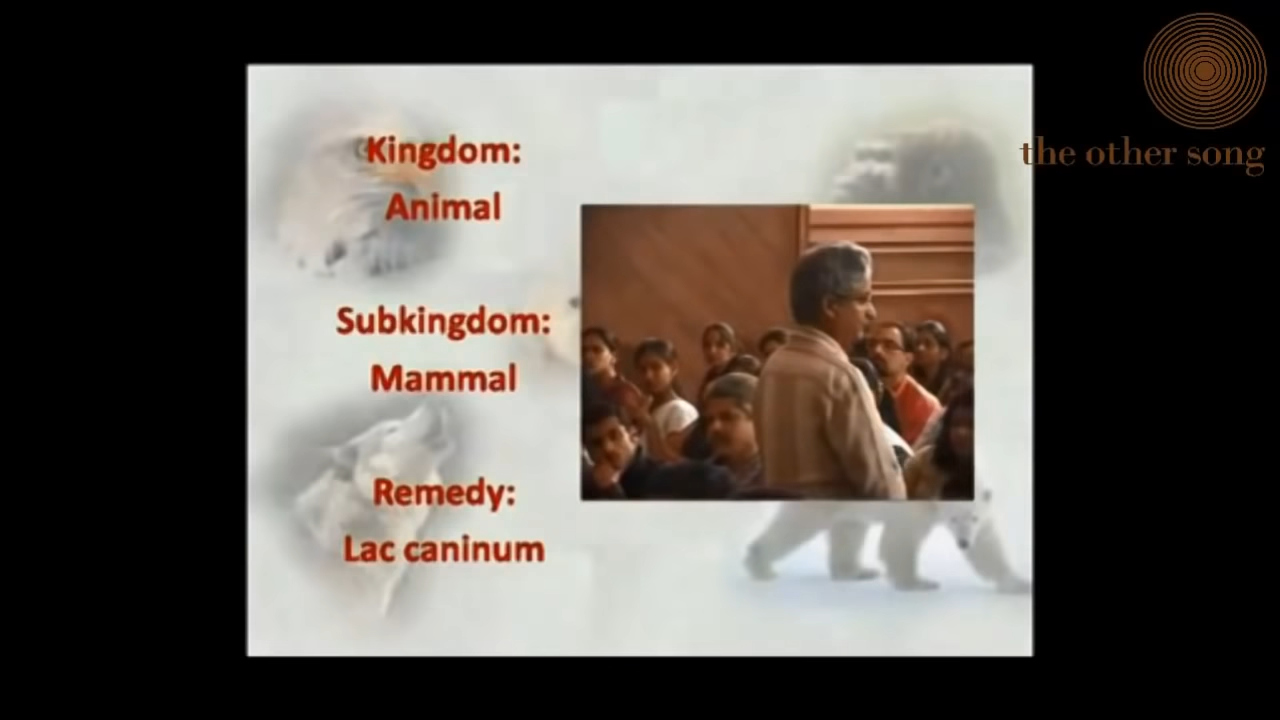 Kingdom:
Animal
Subkingdom:
Mammal
Remedy:
Lac caninum
the other song